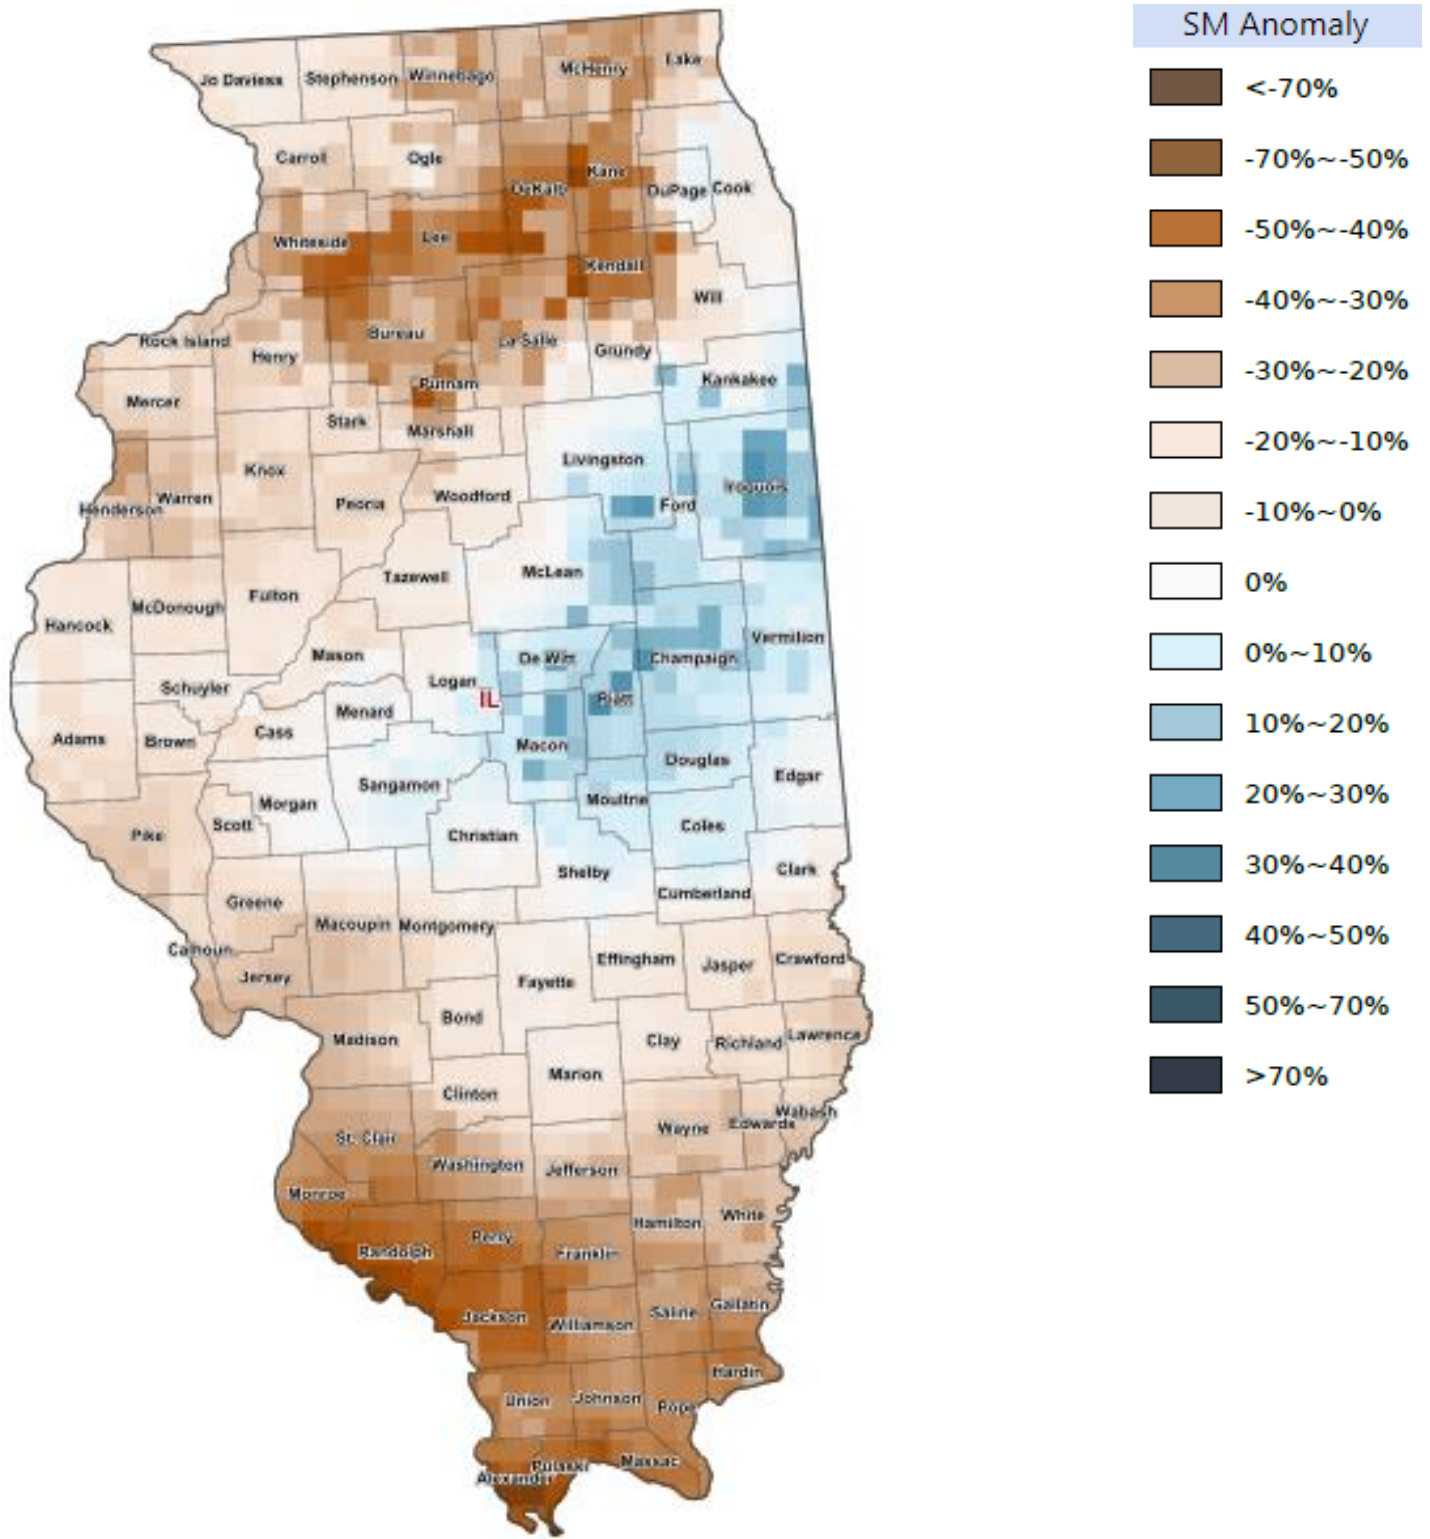 SM Anomaly
<-70%
-70%~-50%
-50%~-40%
-40%~-30%
-30%~-20%
-20%~-10%
-10%~0%
0%
0%~10%
10%~20%
20%~30%
30%~40%
40%~50%
50%~70%
>70%
Jo Daviess
Stephenson
Winnebago
McHenry
Lake
Carroll
Ogle
DeKalb
Kane
DuPage
Cook
Whiteside
Lee
Kendall
Will
Rock Island
Henry
Bureau
La Salle
Grundy
Kankakee
Mercer
Putnam
Stark
Marshall
Knox
Livingston
Iroquois
Henderson
Warren
Peoria
Woodford
Ford
Hancock
McDonough
Fulton
Tazewell
McLean
Mason
De Witt
Champaign
Vermilion
Schuyler
Logan
IL
Piatt
Menard
Adams
Brown
Cass
Macon
Douglas
Edgar
Sangamon
Morgan
Moultrie
Pike
Scott
Christian
Coles
Shelby
Clark
Cumberland
Greene
Macoupin
Montgomery
Calhoun
Jersey
Effingham
Jasper
Crawford
Fayette
Bond
Madison
Clay
Richland
Lawrence
Marion
Clinton
Wabash
Edwards
Wayne
St. Clair
Washington
Jefferson
Monroe
Hamilton
White
Randolph
Perry
Franklin
Jackson
Williamson
Saline
Gallatin
Hardin
Union
Johnson
Pope
Pulaski
Massac
Alexander